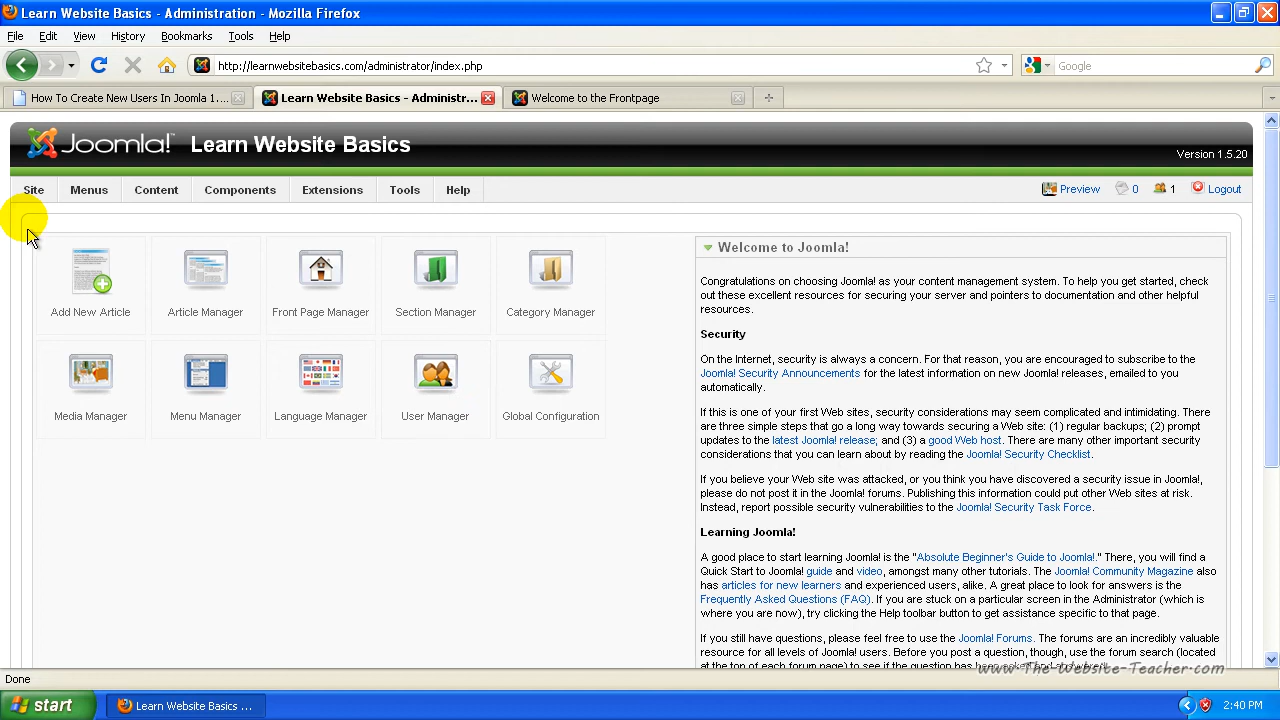 Learn Website Basics - Administration - Mozilla Firefox
File Edit View History Bookmarks Tools Help
http://learnwebsitebasics.com/administrator/index.php
Google
How To Create New Users In Joomla 1....
Learn Website Basics - Administr...
Welcome to the Frontpage
Joomla! Learn Website Basics
Version 1.5.20
Site Menus Content Components Extensions Tools Help
Preview 0 1 Logout
Add New Article
Article Manager
Front Page Manager
Section Manager
Category Manager
Media Manager
Menu Manager
Language Manager
User Manager
Global Configuration
Welcome to Joomla!
Congratulations on choosing Joomla! as your content management system. To help you get started, check
out these excellent resources for securing your server and pointers to documentation and other helpful
resources.
Security
On the Internet, security is always a concern. For that reason, you are encouraged to subscribe to the
Joomla! Security Announcements for the latest information on new Joomla! releases, emailed to you
automatically.
If this is one of your first Web sites, security considerations may seem complicated and intimidating. There
are three simple steps that go a long way towards securing a Web site: (1) regular backups; (2) prompt
updates to the latest Joomla! release; and (3) a good Web host. There are many other important security
considerations that you can learn about by reading the Joomla! Security Checklist.
If you believe your Web site was attacked, or you think you have discovered a security issue in Joomla!,
please do not post it in the Joomla! forums. Publishing this information could put other Web sites at risk.
Instead, report possible security vulnerabilities to the Joomla! Security Task Force.
Learning Joomla!
A good place to start learning Joomla! is the "Absolute Beginner's Guide to Joomla!." There, you will find a
Quick Start to Joomla! guide and video, amongst many other tutorials. The Joomla! Community Magazine also
has articles for new learners and experienced users, alike. A great place to look for answers is the
Frequently Asked Questions (FAQ). If you are stuck on a particular screen in the Administrator (which is
where you are now), try clicking the Help toolbar button to get assistance specific to that page.
If you still have questions, please feel free to use the Joomla! Forums. The forums are an incredibly valuable
resource for all levels of Joomla! users. Before you post a question, though, use the forum search (located
at the top of each forum page) to see if the question has
www.The-Website-Teacher.com
Done
start
Learn Website Basics ...
2:40 PM